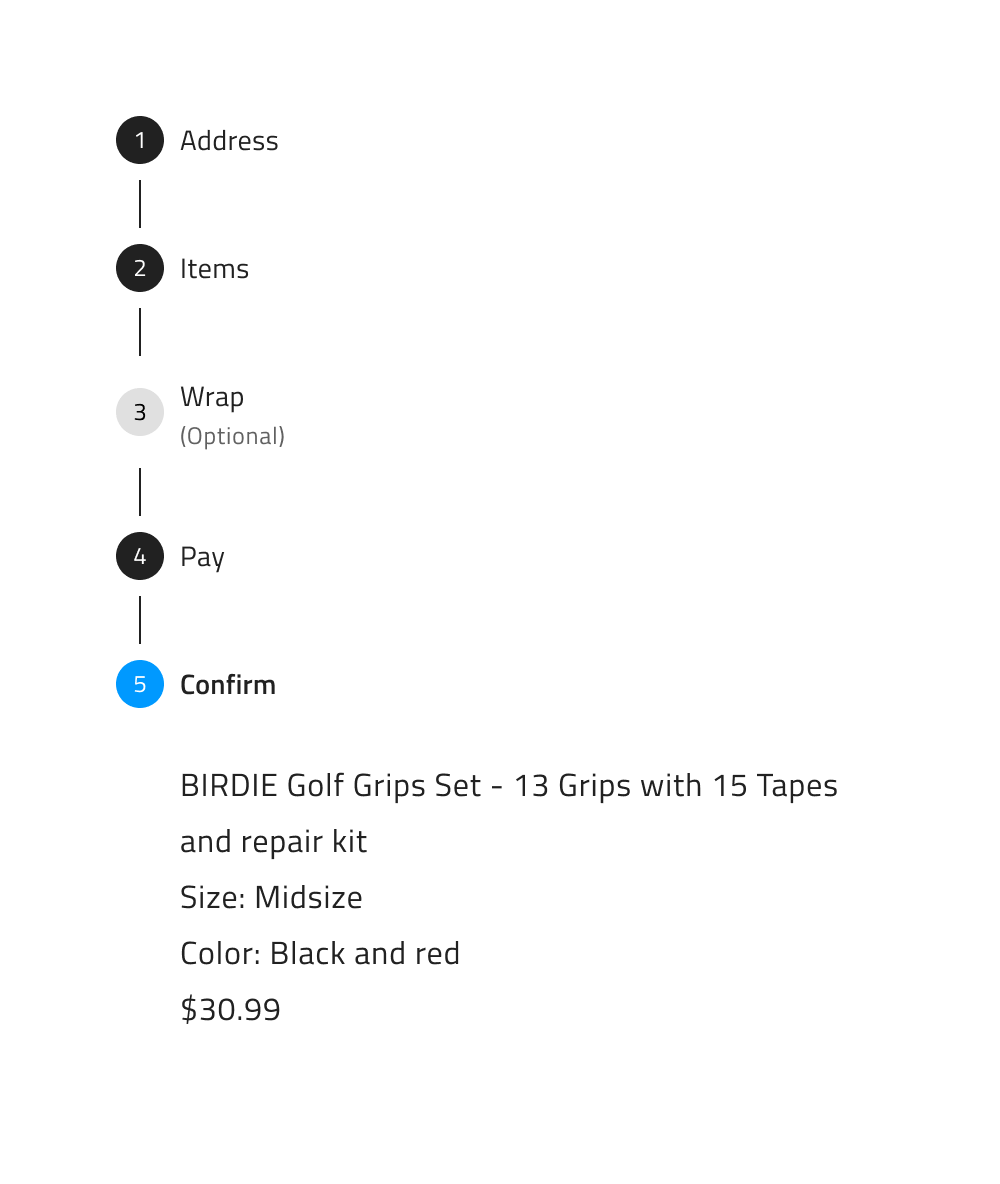 1 Address
2 Items
3 Wrap
(Optional)
4 Pay
5 Confirm
BIRDIE Golf Grips Set - 13 Grips with 15 Tapes
and repair kit
Size: Midsize
Color: Black and red
$30.99